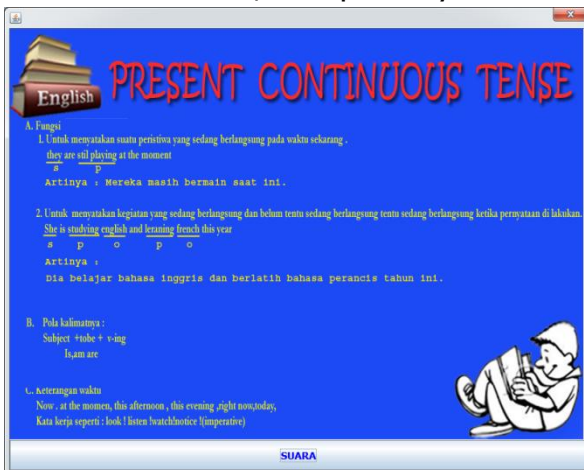 English
PRESENT CONTINUOUS TENSE
A. Fungsi
1. Untuk menyatakan suatu peristiwa yang sedang berlangsung pada waktu sekarang .
they are stil playing at the moment
s p
Artinya : Mereka masih bermain saat ini.
2. Untuk menyatakan kegiatan yang sedang berlangsung dan belum tentu sedang berlangsung tentu sedang berlangsung ketika pernyataan di lakukan.
She is studying english and leraning french this year
s p o p o
Artinya :
Dia belajar bahasa inggris dan berlatih bahasa perancis tahun ini.
B. Pola kalimatnya :
Subject +tobe + v-ing
Is,am are
C. Keterangan waktu
Now . at the momen, this afternoon , this evening ,right now,today,
Kata kerja seperti : look ! listen !watch!notice !(imperative)
SUARA